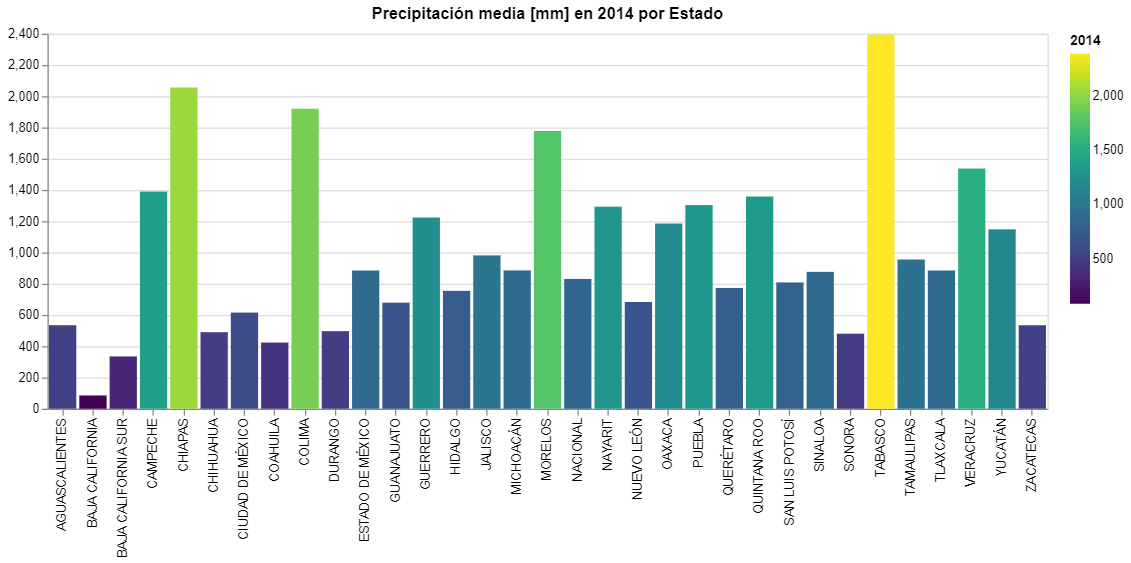 Precipitación media [mm] en 2014 por Estado
2,400
2,200
2,000
1,800
1,600
1,400
1,200
1,000
800
600
400
200
0
AGUASCALIENTES
BAJA CALIFORNIA
BAJA CALIFORNIA SUR
CAMPECHE
CHIAPAS
CHIHUAHUA
CIUDAD DE MÉXICO
COAHUILA
COLIMA
DURANGO
ESTADO DE MÉXICO
GUANAJUATO
GUERRERO
HIDALGO
JALISCO
MICHOACÁN
MORELOS
NACIONAL
NAYARIT
NUEVO LEÓN
OAXACA
PUEBLA
QUERÉTARO
QUINTANA ROO
SAN LUIS POTOSÍ
SINALOA
SONORA
TABASCO
TAMAULIPAS
TLAXCALA
VERACRUZ
YUCATÁN
ZACATECAS
2014
2,000
1,500
1,000
500